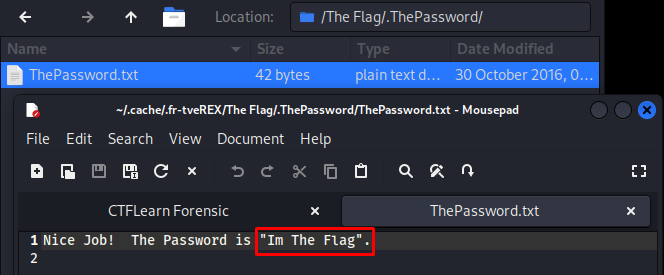 Location: /The Flag/.ThePassword/
Name Size Type Date Modified
ThePassword.txt 42 bytes plain text d... 30 October 2016, 0...
~/.cache/.fr-tveREX/The Flag/.ThePassword/ThePassword.txt - Mousepad
File Edit Search View Document Help
CTFLearn Forensic ThePassword.txt
1 Nice Job!  The Password is "Im The Flag".
2